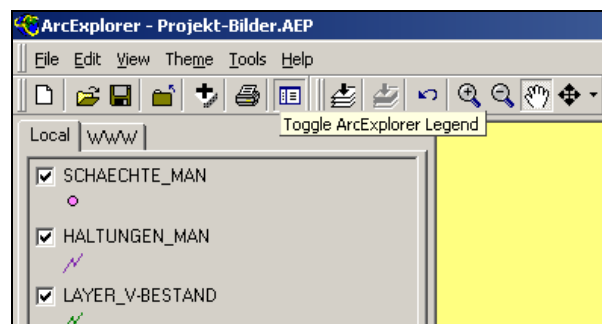 ArcExplorer - Projekt-Bilder.AEP
File Edit View Theme Tools Help
Toggle ArcExplorer Legend
Local WWW
SCHAECHTE_MAN
HALTUNGEN_MAN
LAYER_V-BESTAND